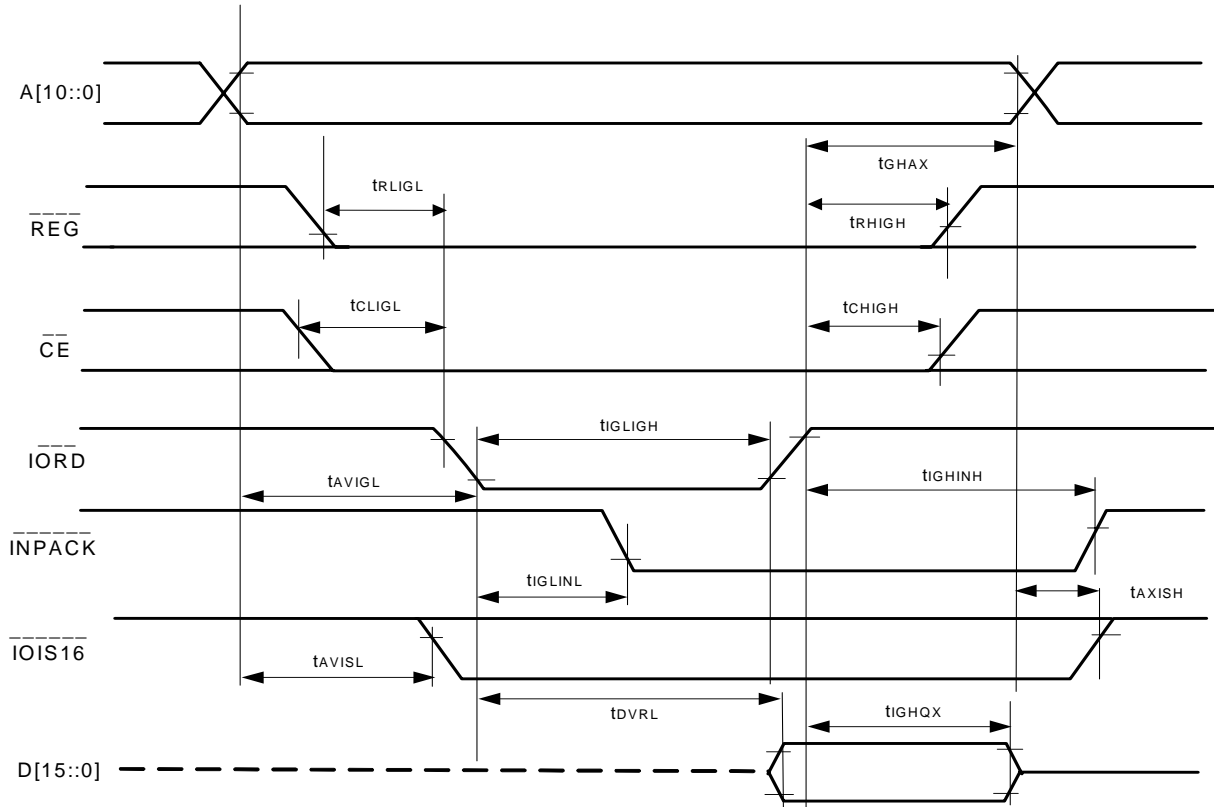 A[10::0]
tGHAX
tRLIGL
REG
tRHIGH
tCLIGL
tCHIGH
CE
tIGLIGH
IORD
tAVIGL
tIGHINH
INPACK
tIGLINL
tAXISH
IOIS16
tAVISL
tDVRL
tIGHQX
D[15::0]